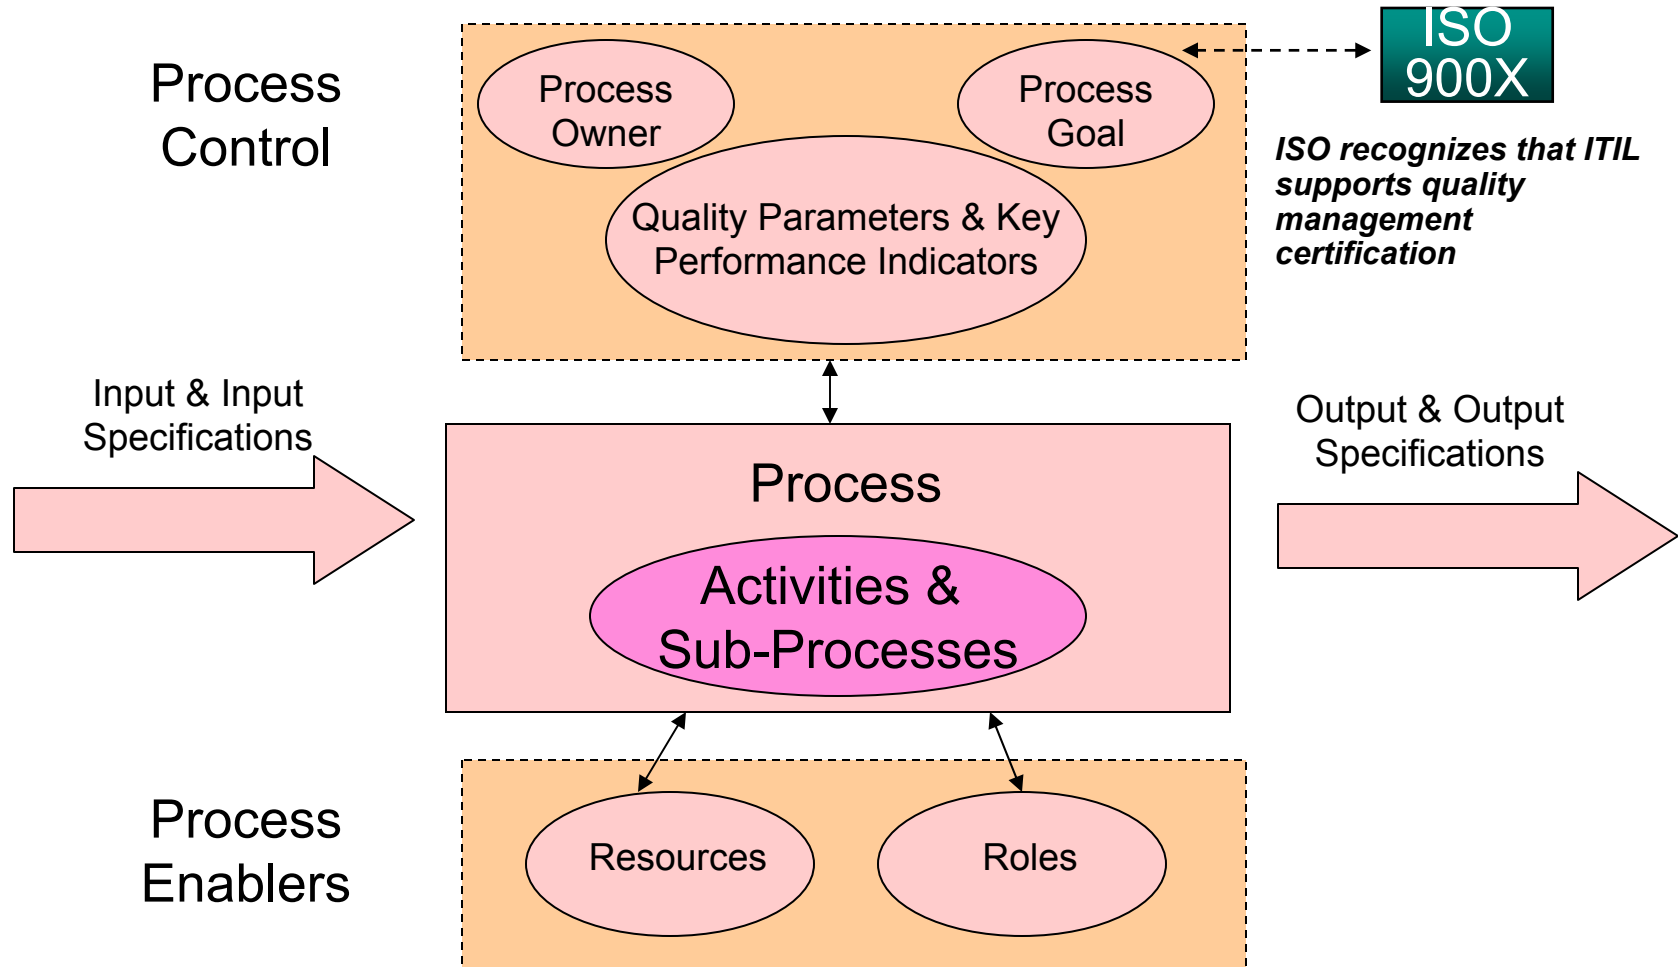 Process
Control
Process
Owner
Process
Goal
Quality Parameters & Key
Performance Indicators
ISO
900X
ISO recognizes that ITIL
supports quality
management
certification
Input & Input
Specifications
Process
Activities &
Sub-Processes
Output & Output
Specifications
Process
Enablers
Resources
Roles